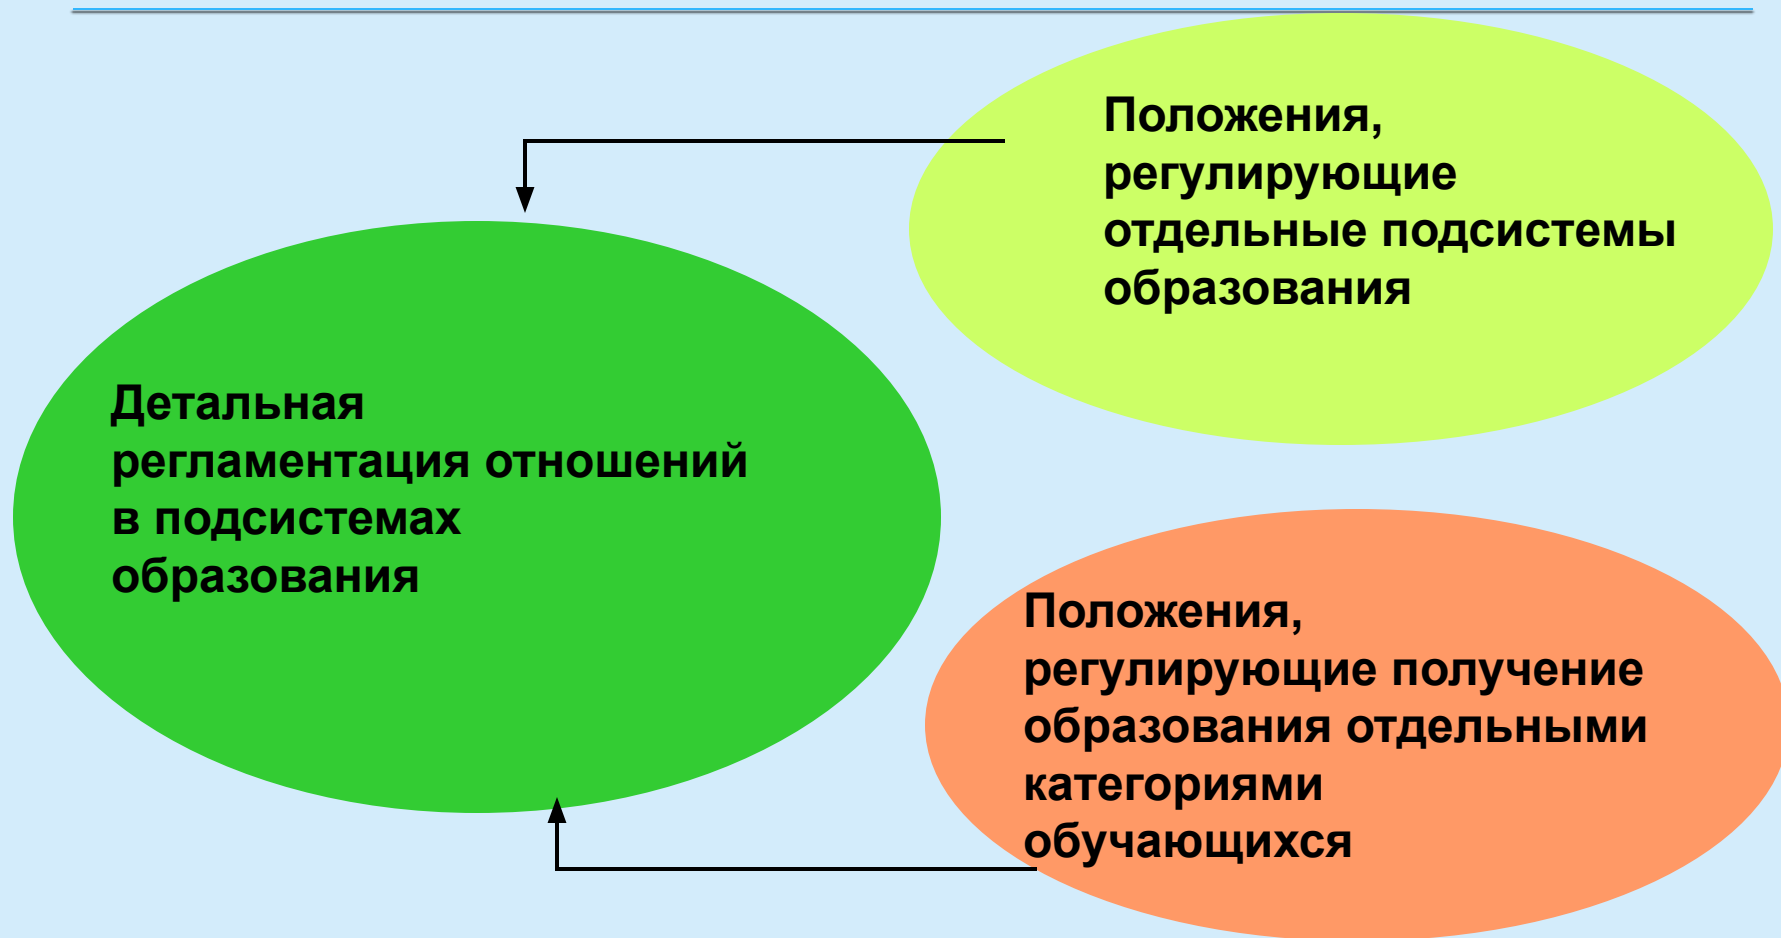 Положения,
регулирующие
отдельные подсистемы
образования
Детальная
регламентация отношений
в подсистемах
образования
Положения,
регулирующие получение
образования отдельными
категориями
обучающихся